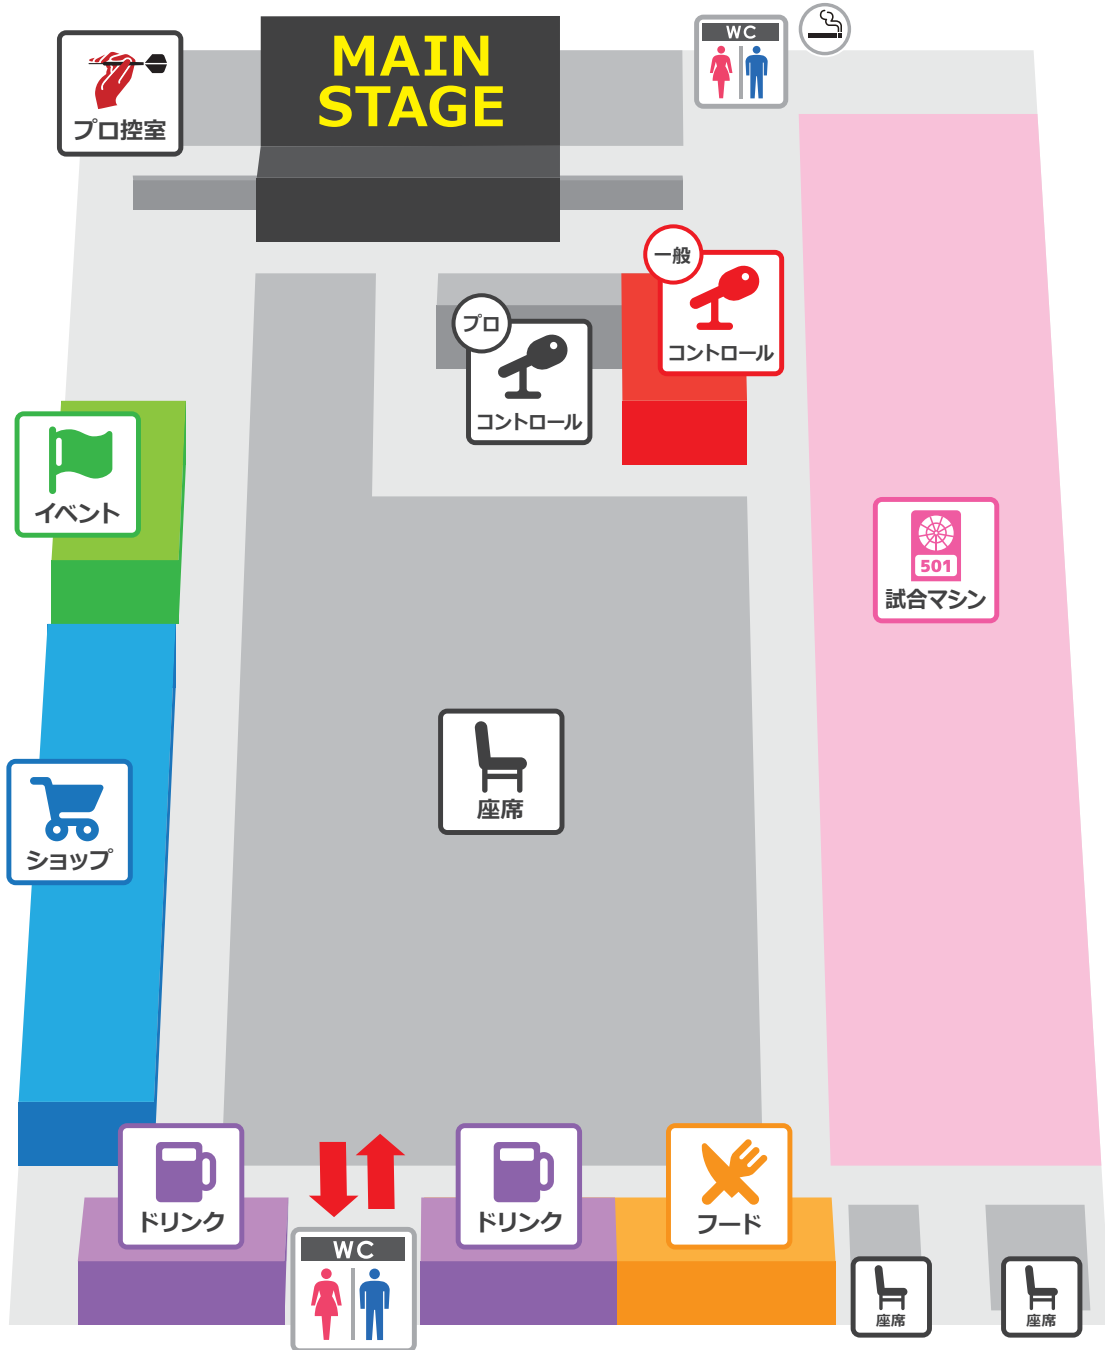 MAIN
STAGE
WC
プロ控室
一般
コントロール
プロ
コントロール
イベント
501
試合マシン
座席
ショップ
ドリンク
ドリンク
フード
WC
座席
座席